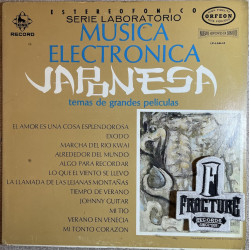 ESTEREOFONICO
SERIE LABORATORIO
RECORD
ORFEON
MUSICA
ELECTRONICA
JAPONESA
temas de grandes películas
EL AMOR ES UNA COSA ESPLENDOROSA
EXODO
MARCHA DEL RIO KWAI
ALREDEDOR DEL MUNDO
ALGO PARA RECORDAR
LO QUE EL VIENTO SE LLEVO
LA LLAMADA DE LAS LEJANAS MONTAÑAS
TIEMPO DE VERANO
JOHNNY GUITAR
MI TIO
VERANO EN VENECIA
MI TONTO CORAZON
F
FRACTURE
RECORDS